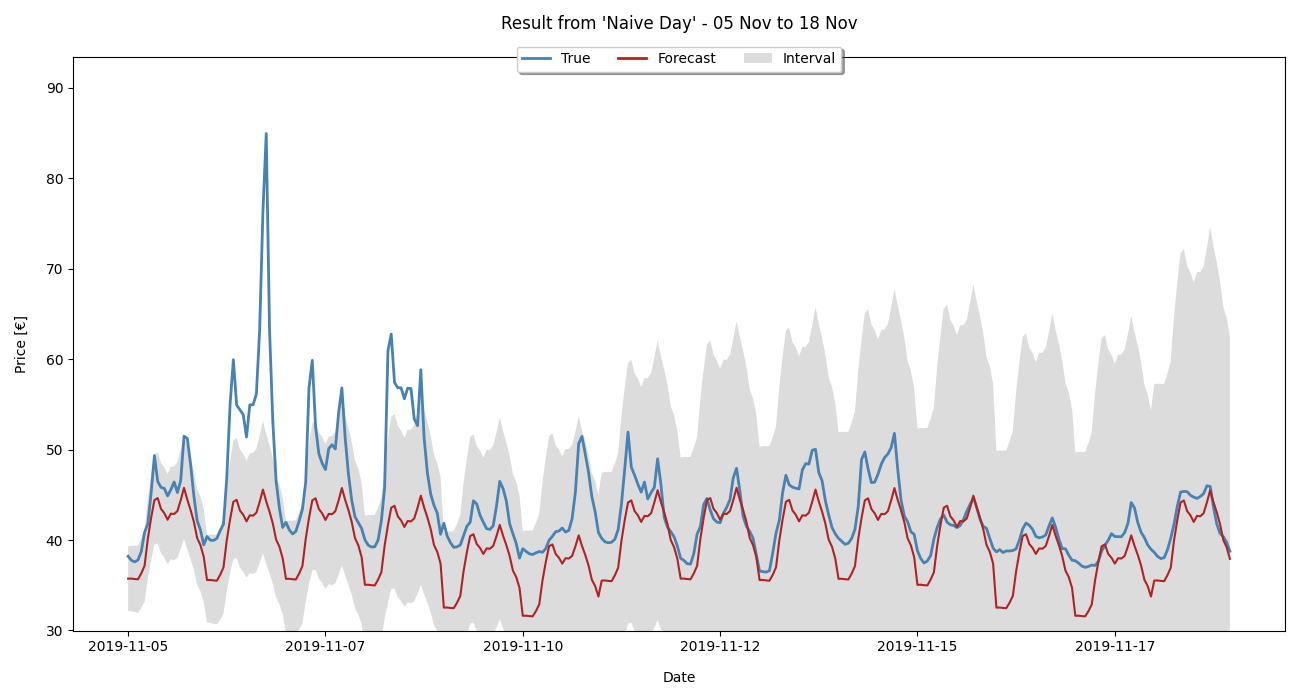 Result from 'Naive Day' - 05 Nov to 18 Nov
True Forecast Interval
90
80
70
60
50
40
30
Price [€]
2019-11-05 2019-11-07 2019-11-10 2019-11-12 2019-11-15 2019-11-17
Date